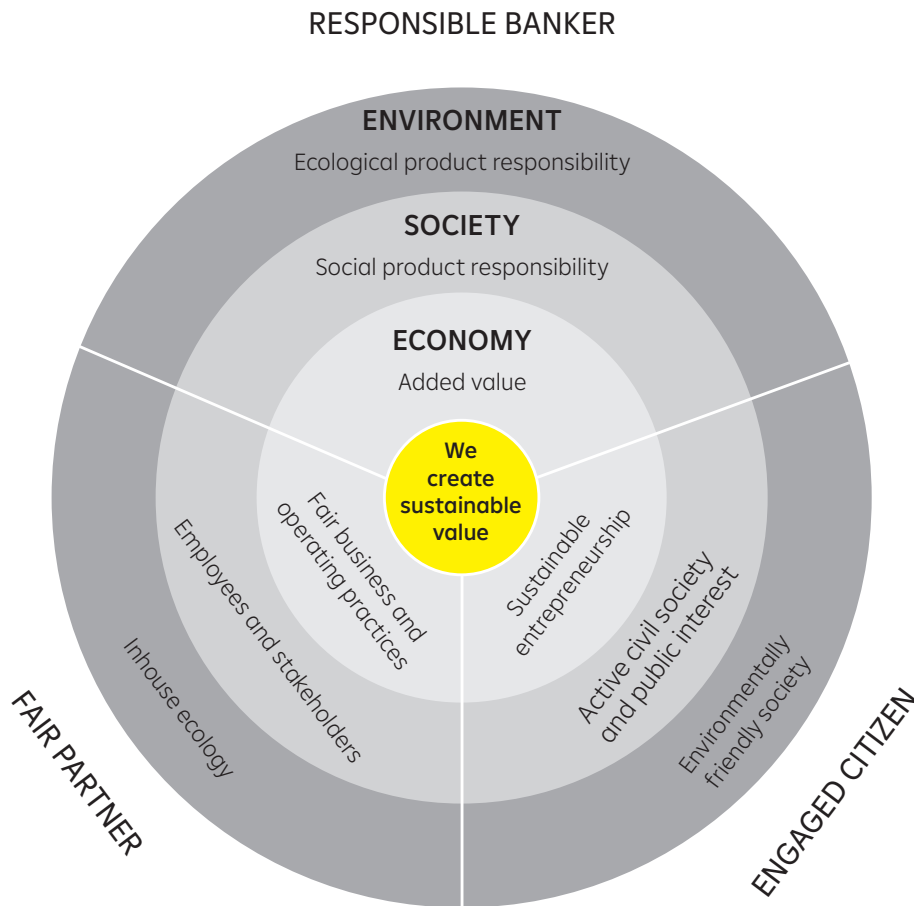 RESPONSIBLE BANKER
ENVIRONMENT
Ecological product responsibility
SOCIETY
Social product responsibility
ECONOMY
Added value
We
create
sustainable
value
Fair business and
operating practices
Employees and stakeholders
Inhouse ecology
FAIR PARTNER
Sustainable
entrepreneurship
Active civil society
and public interest
Environmentally
friendly society
ENGAGED CITIZEN